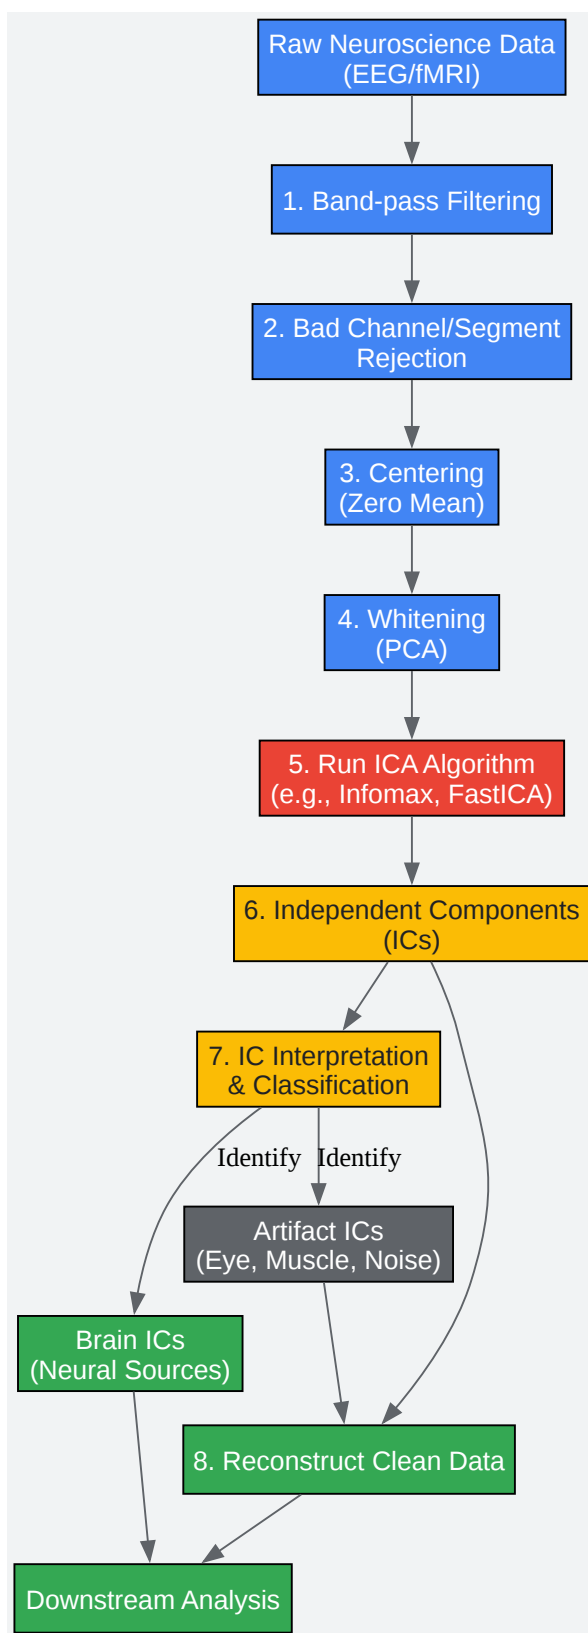 Raw Neuroscience Data
(EEG/fMRI)
1. Band-pass Filtering
2. Bad Channel/Segment
Rejection
3. Centering
(Zero Mean)
4. Whitening
(PCA)
5. Run ICA Algorithm
(e.g., Infomax, FastICA)
6. Independent Components
(ICs)
7. IC Interpretation
& Classification
Identify
Identify
Artifact ICs
(Eye, Muscle, Noise)
Brain ICs
(Neural Sources)
8. Reconstruct Clean Data
Downstream Analysis